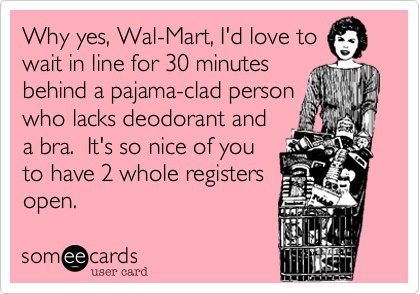 Why yes, Wal-Mart, I'd love to
wait in line for 30 minutes
behind a pajama-clad person
who lacks deodorant and
a bra.  It's so nice of you
to have 2 whole registers
open.
someecards
user card